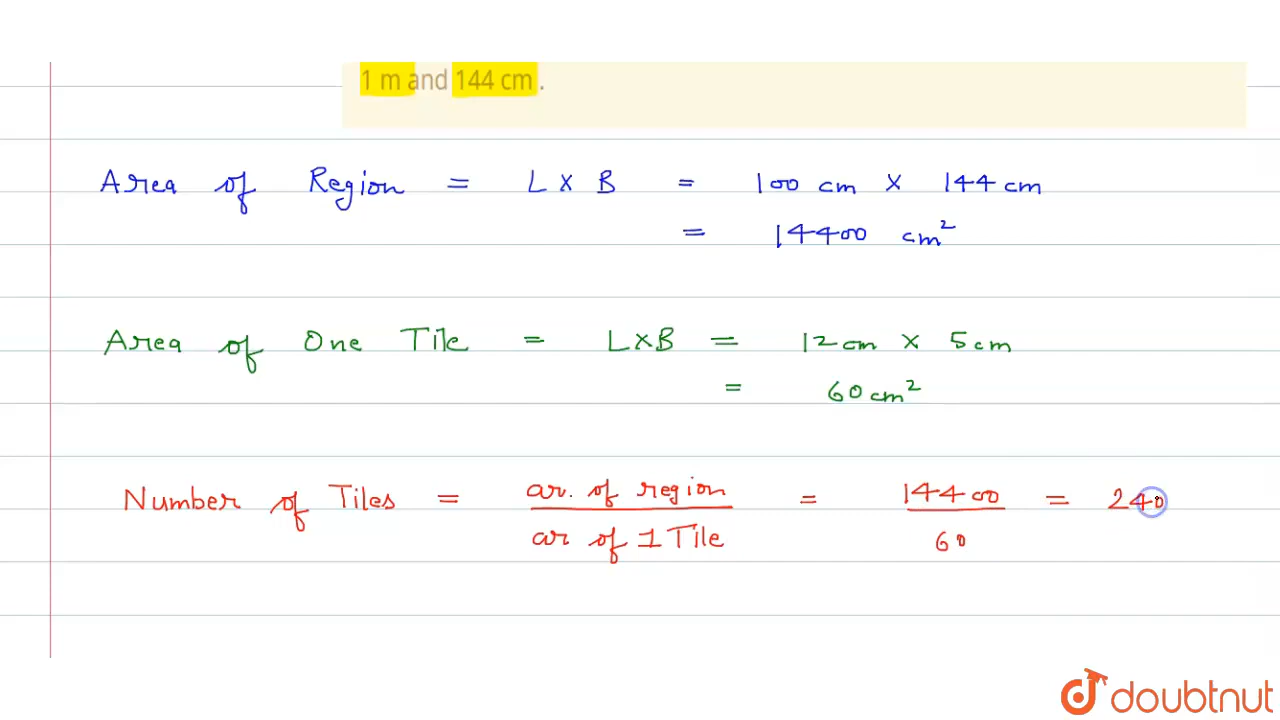 1 m and 144 cm .
Area of Region = L × B = 100 cm × 144 cm
= 14400 cm²
Area of One Tile = L×B = 12 cm × 5 cm
= 60 cm²
Number of Tiles = ar. of region / ar of 1 Tile = 14400 / 60 = 240
doubtnut